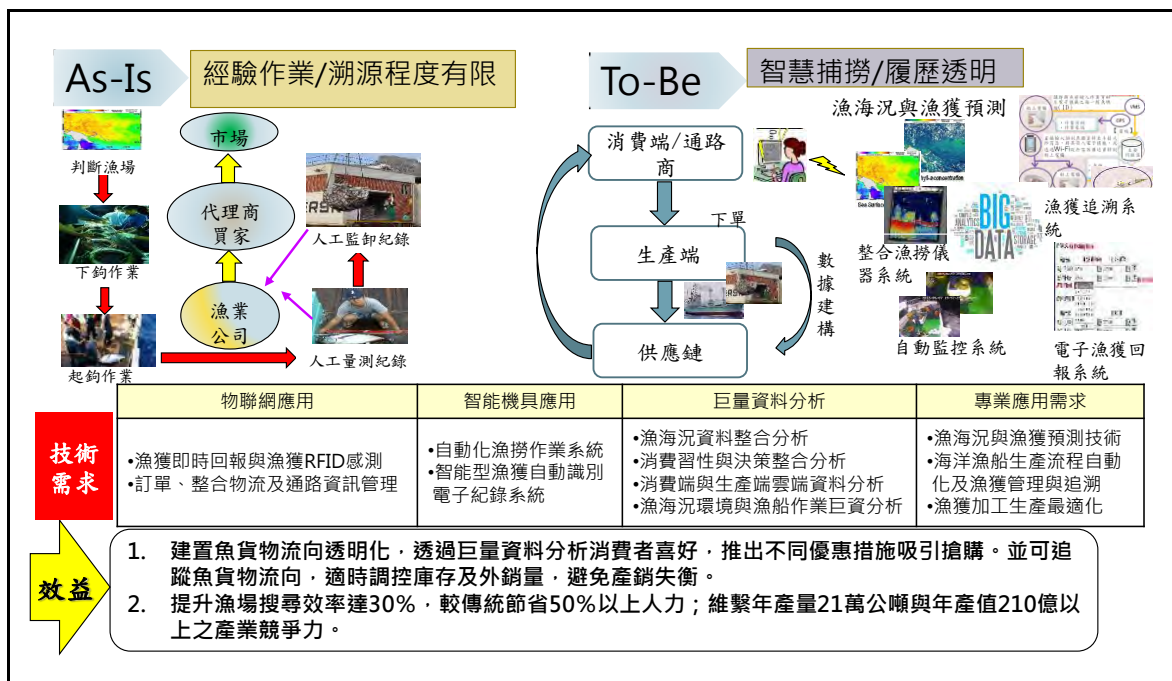 As-Is
經驗作業/溯源程度有限
判斷漁場
下鉤作業
起鉤作業
市場
代理商
買家
漁業
公司
人工監卸紀錄
人工量測紀錄
To-Be
智慧捕撈/履歷透明
漁海況與漁獲預測
消費端/通路
商
下單
生產端
供應鏈
數
據
建
構
整合漁撈儀
器系統
自動監控系統
BIG
DATA
ANALYTICS
STORAGE
VMS
GPS
漁獲追溯系
統
電子漁獲回
報系統
技術
需求
物聯網應用
•漁獲即時回報與漁獲RFID感測
•訂單、整合物流及通路資訊管理
智能機具應用
•自動化漁撈作業系統
•智能型漁獲自動識別
電子紀錄系統
巨量資料分析
•漁海況資料整合分析
•消費習性與決策整合分析
•消費端與生產端雲端資料分析
•漁海況環境與漁船作業巨資分析
專業應用需求
•漁海況與漁獲預測技術
•海洋漁船生產流程自動
化及漁獲管理與追溯
•漁獲加工生產最適化
效益
1. 建置魚貨物流向透明化，透過巨量資料分析消費者喜好，推出不同優惠措施吸引搶購。並可追
蹤魚貨物流向，適時調控庫存及外銷量，避免產銷失衡。
2. 提升漁場搜尋效率達30%，較傳統節省50%以上人力；維繫年產量21萬公噸與年產值210億以
上之產業競爭力。